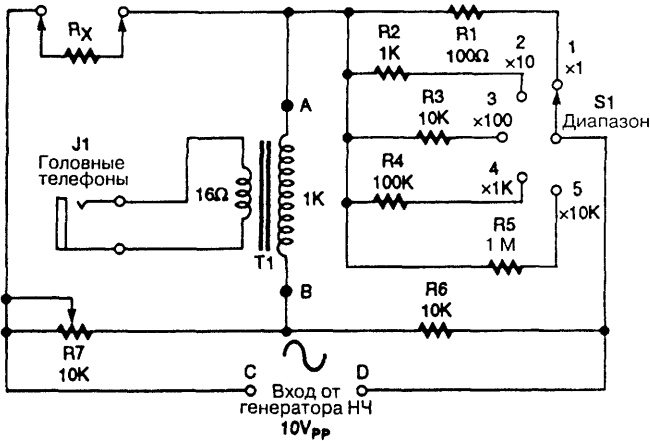 RX
R1
100Ω
R2
1K
2
×10
1
×1
R3
10K
3
×100
S1
Диапазон
A
J1
Головные
телефоны
16Ω
1K
T1
R4
100K
4
×1K
5
×10K
R5
1 M
B
R6
10K
R7
10K
C
D
Вход от
генератора НЧ
10VPP